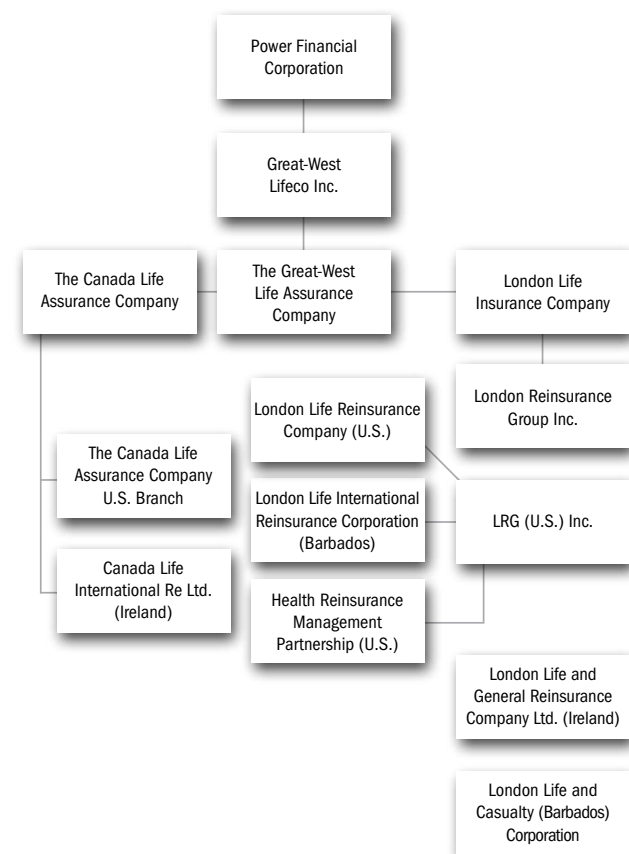 Power Financial
Corporation
Great-West
Lifeco Inc.
The Canada Life
Assurance Company
The Great-West
Life Assurance
Company
London Life
Insurance Company
London Life Reinsurance
Company (U.S.)
London Reinsurance
Group Inc.
The Canada Life
Assurance Company
U.S. Branch
London Life International
Reinsurance Corporation
(Barbados)
LRG (U.S.) Inc.
Canada Life
International Re Ltd.
(Ireland)
Health Reinsurance
Management
Partnership (U.S.)
London Life and
General Reinsurance
Company Ltd. (Ireland)
London Life and
Casualty (Barbados)
Corporation